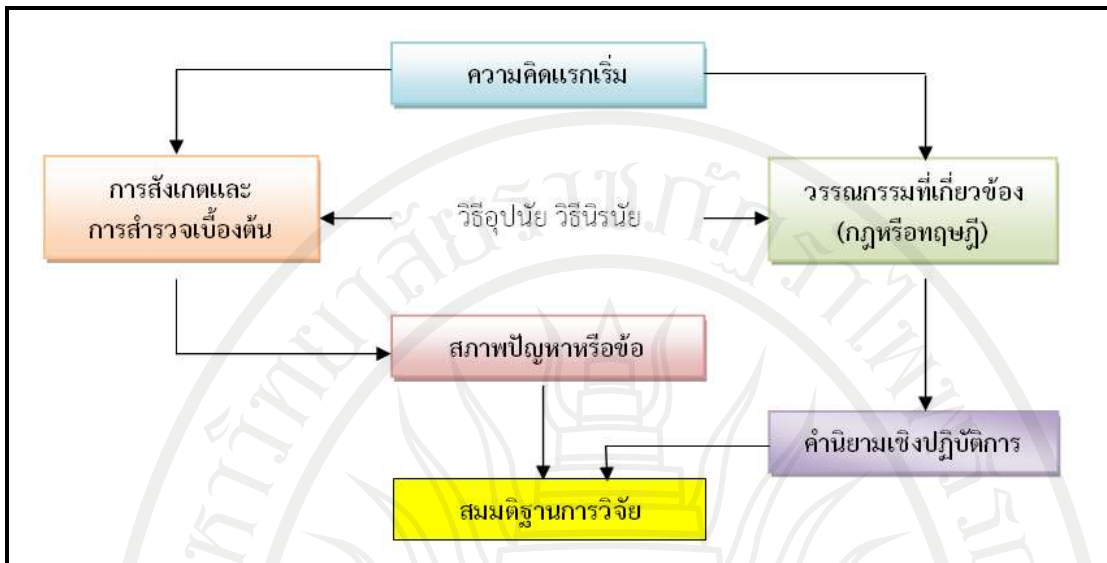 ความคิดแรกเริ่ม
การสังเกตและ
การสำรวจเบื้องต้น
วิธีอุปนัย วิธีนิรนัย
วรรณกรรมที่เกี่ยวข้อง
(กฎหรือทฤษฎี)
สภาพปัญหาหรือข้อ
คำนิยามเชิงปฏิบัติการ
สมมติฐานการวิจัย